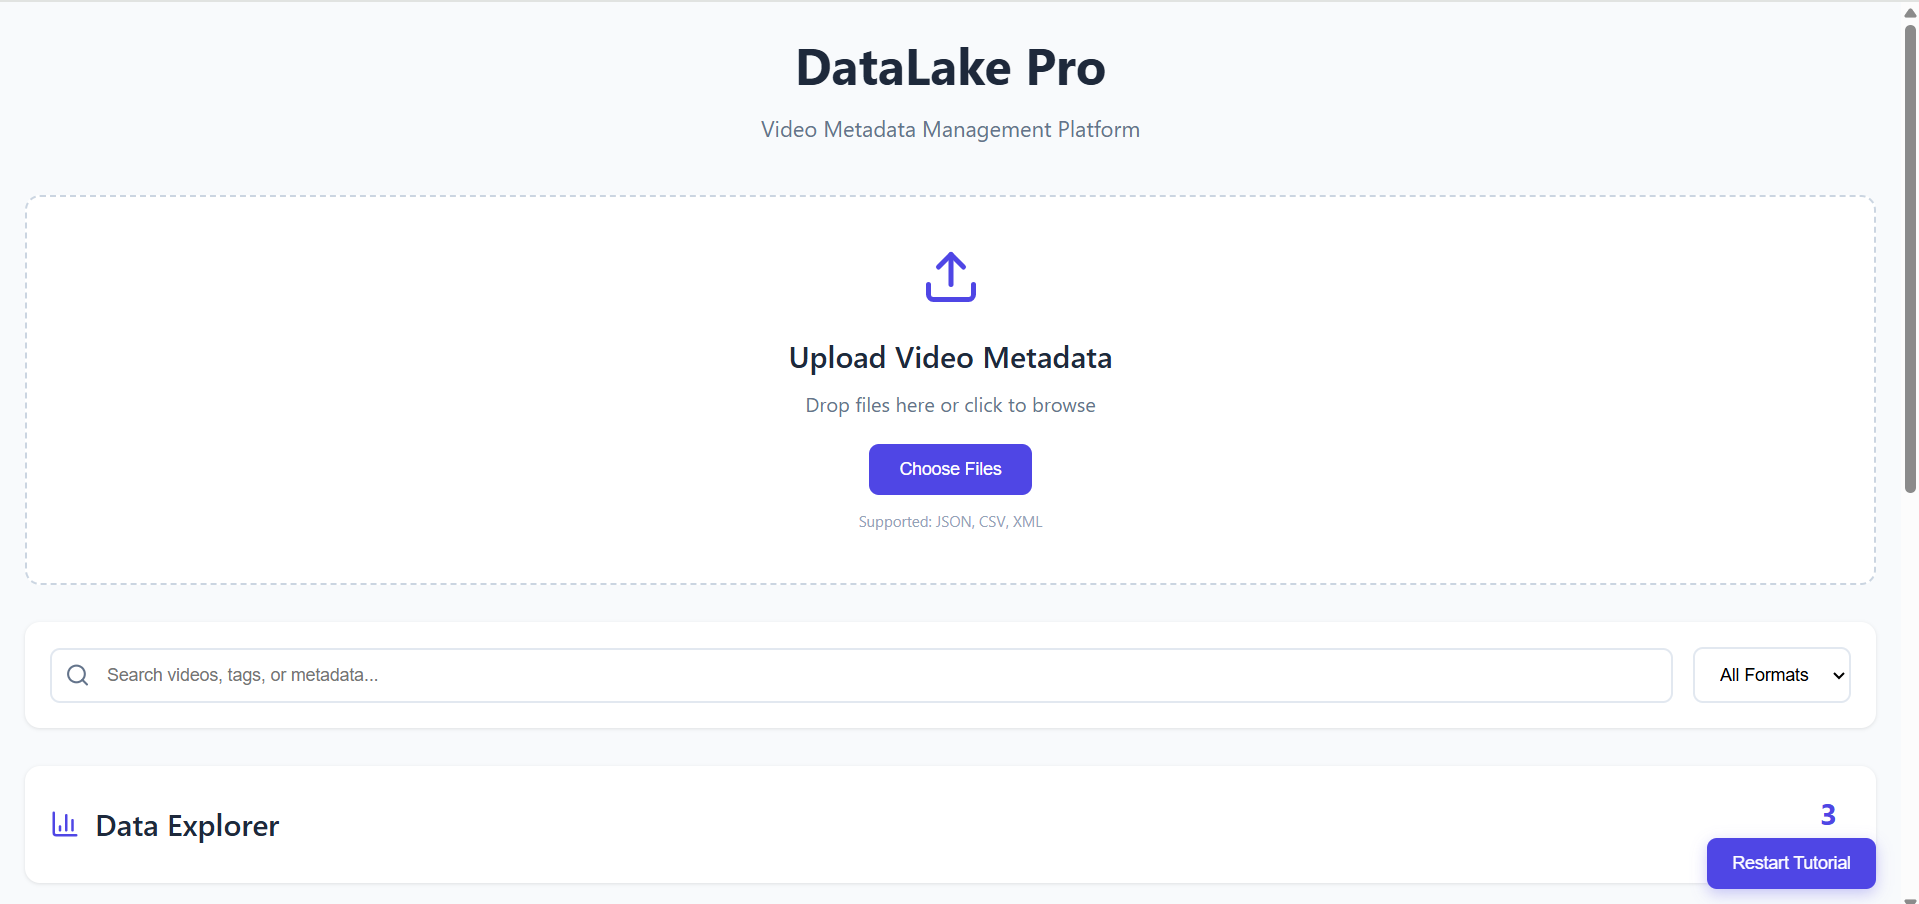 DataLake Pro
Video Metadata Management Platform
Upload Video Metadata
Drop files here or click to browse
Choose Files
Supported: JSON, CSV, XML
Search videos, tags, or metadata...
All Formats
Data Explorer
3
Restart Tutorial